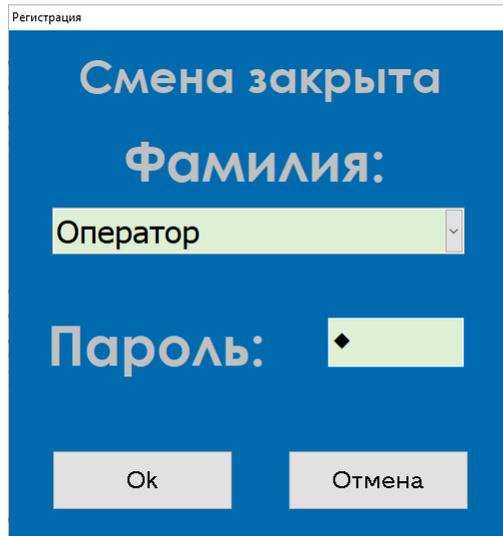 Регистрация
Смена закрыта
Фамилия:
Оператор
Пароль:
Ok
Отмена